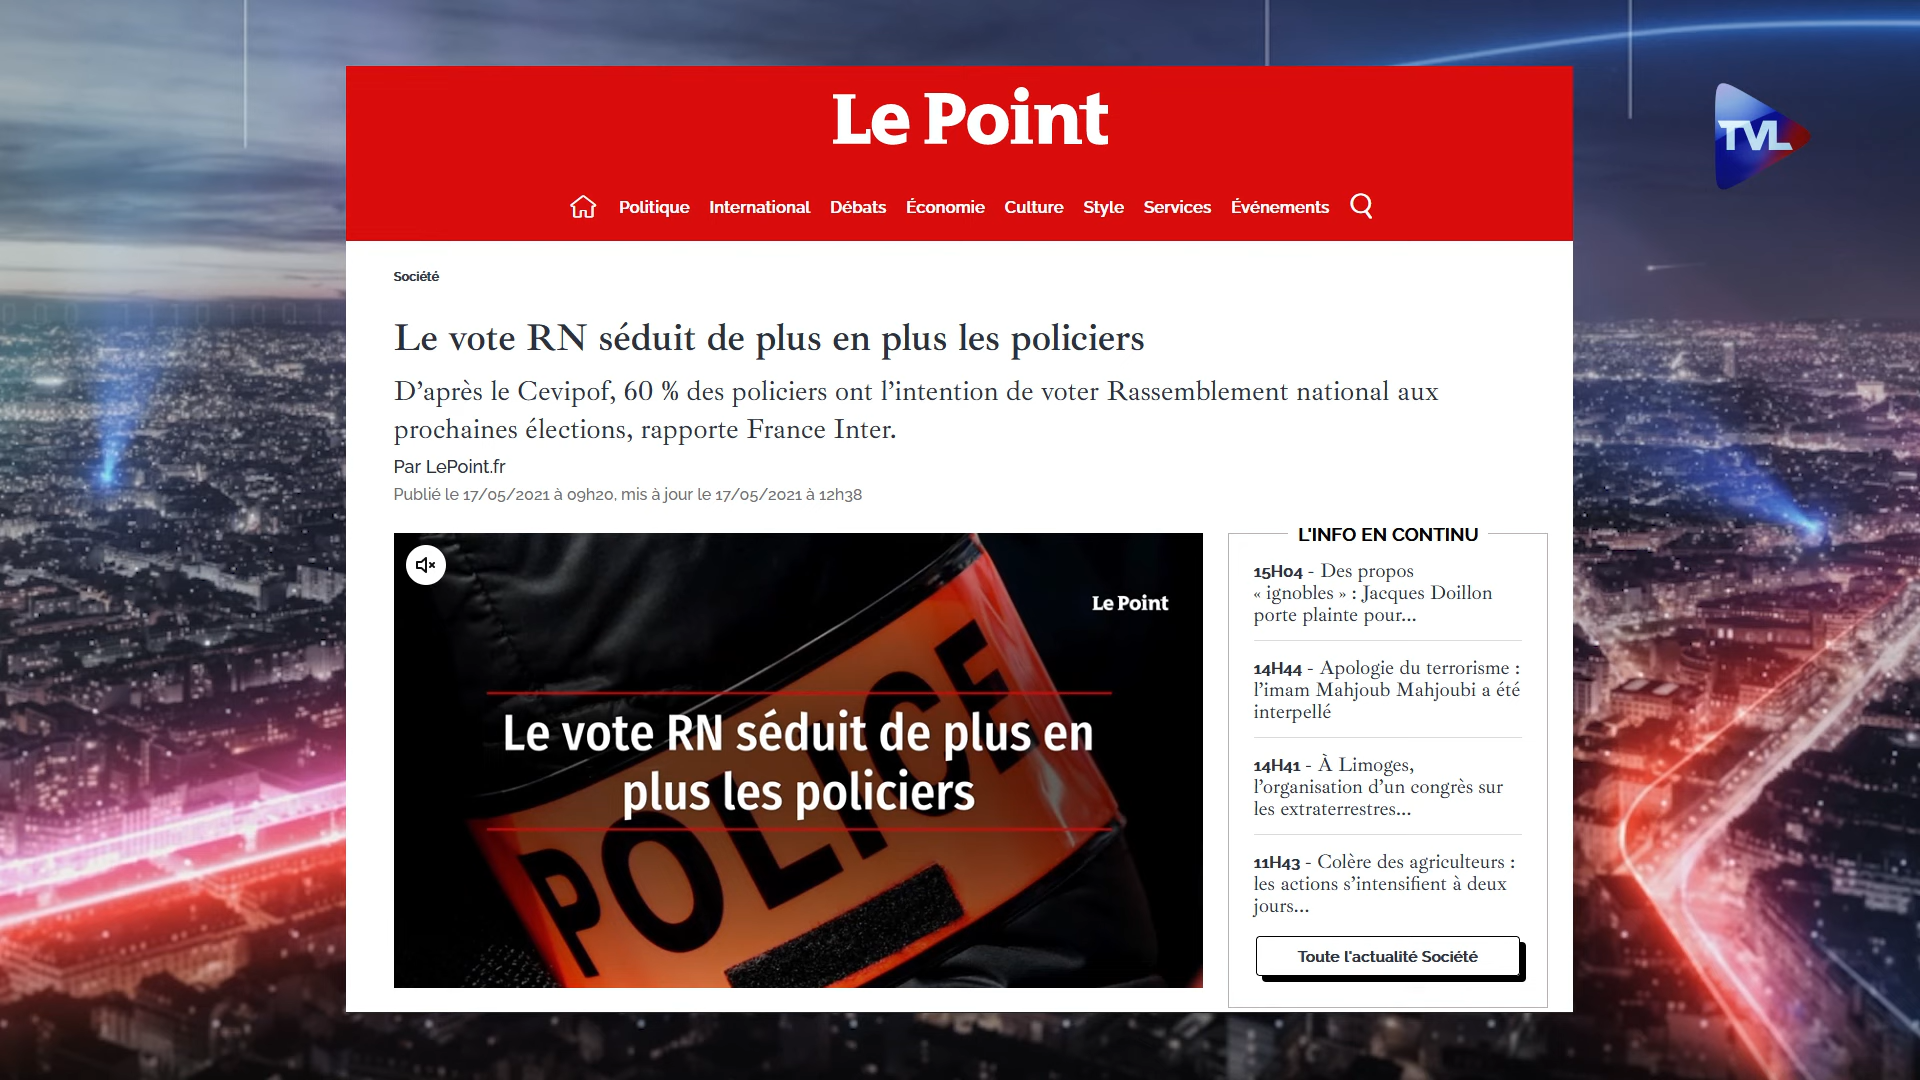 Le Point
TVL
Politique International Débats Économie Culture Style Services Événements
Société
Le vote RN séduit de plus en plus les policiers
D'après le Cevipof, 60 % des policiers ont l'intention de voter Rassemblement national aux
prochaines élections, rapporte France Inter.
Par LePoint.fr
Publié le 17/05/2021 à 09h20, mis à jour le 17/05/2021 à 12h38
Le Point
POLICE
Le vote RN séduit de plus en
plus les policiers
L'INFO EN CONTINU
15H04 - Des propos
« ignobles » : Jacques Doillon
porte plainte pour...
14H44 - Apologie du terrorisme :
l'imam Mahjoub Mahjoubi a été
interpellé
14H41 - À Limoges,
l'organisation d'un congrès sur
les extraterrestres...
11H43 - Colère des agriculteurs :
les actions s'intensifient à deux
jours...
Toute l'actualité Société